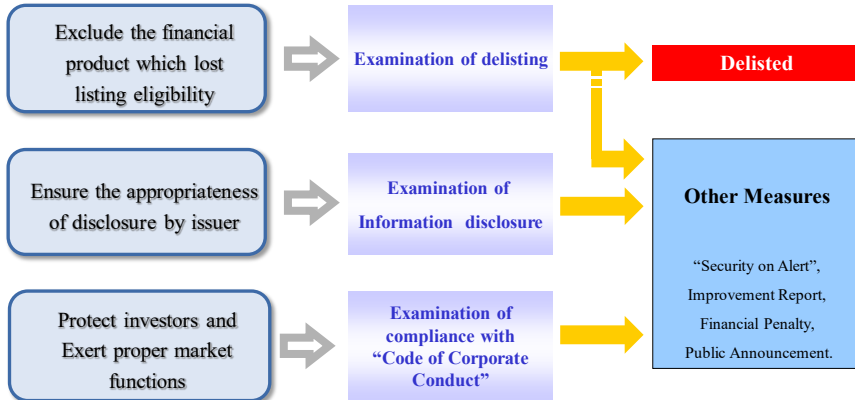 Exclude the financial
product which lost
listing eligibility
Examination of delisting
Delisted
Ensure the appropriateness
of disclosure by issuer
Examination of
Information disclosure
Other Measures
“Security on Alert”,
Improvement Report,
Financial Penalty,
Public Announcement.
Protect investors and
Exert proper market
functions
Examination of
compliance with
“Code of Corporate
Conduct”